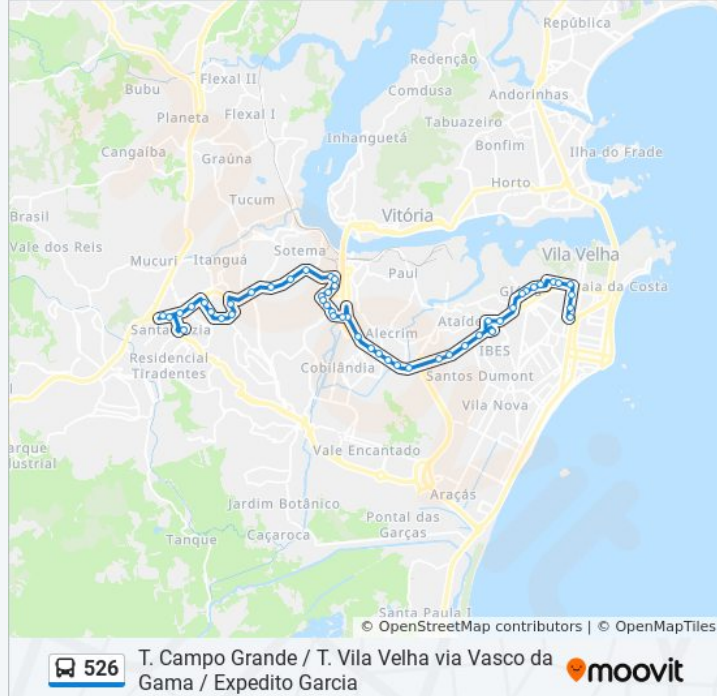 República
Redenção
Flexal II
Bubu
Comdusa
Andorinhas
Planeta
Flexal I
Tabuazeiro
Inhanguetá
Bonfim
Cangaíba
Graúna
Ilha do Frade
Horto
Tucum
Brasil
Vitória
Vale dos Reis
Sotema
Vila Velha
Mucuri
Itanguá
Paul
Ataíde
Alecrim
Residencial
Tiradentes
IBES
Cobilândia
Santos Dumont
Vila Nova
Vale Encantado
Araçás
Jardim Botânico
Pontal das
Garças
Tanque
Caçaroca
Santa Paula I
© OpenStreetMap contributors | © OpenMapTiles
526
T. Campo Grande / T. Vila Velha via Vasco da
Gama / Expedito Garcia
moovit